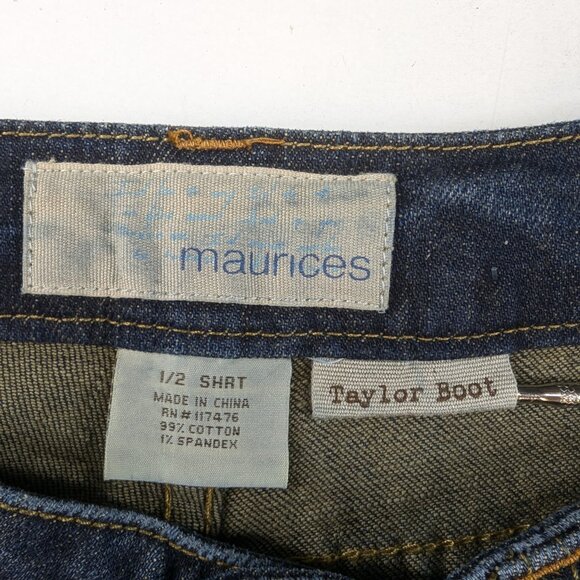 maurices
1/2 SHRT
MADE IN CHINA
RN # 117476
99% COTTON
1% SPANDEX
Taylor Boot